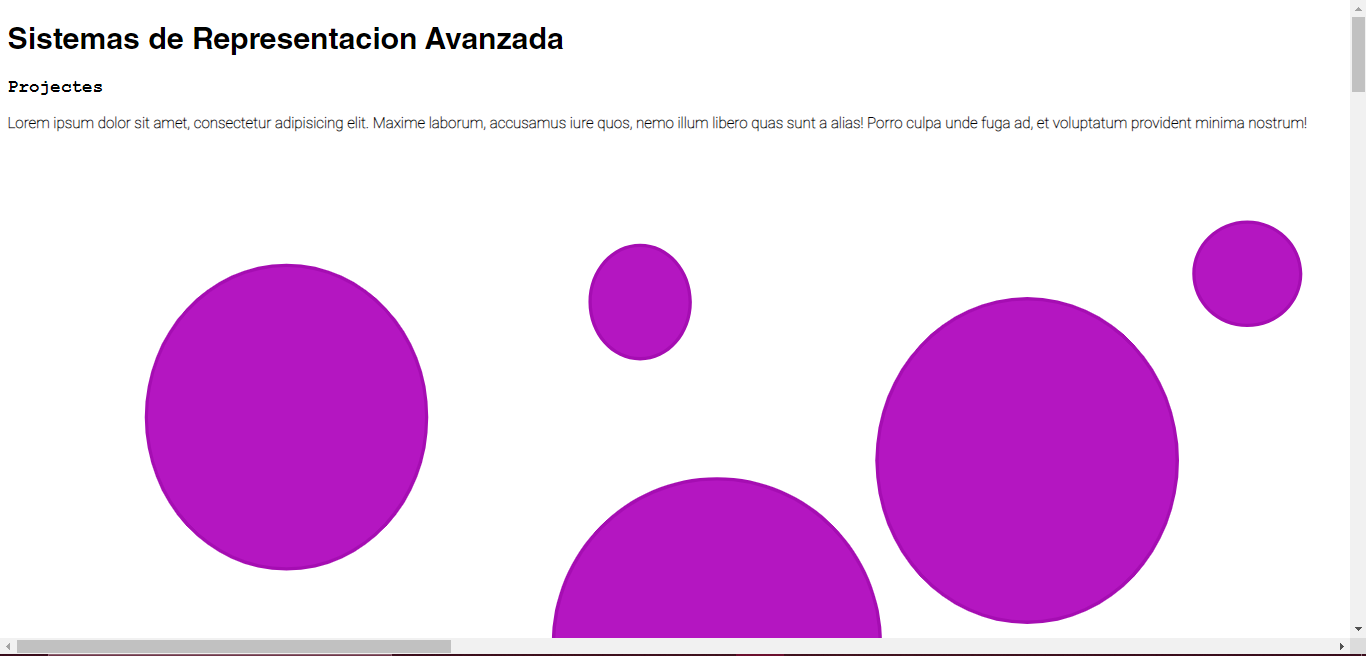 Sistemas de Representacion Avanzada
Projectes
Lorem ipsum dolor sit amet, consectetur adipisicing elit. Maxime laborum, accusamus iure quos, nemo illum libero quas sunt a alias! Porro culpa unde fuga ad, et voluptatum provident minima nostrum!